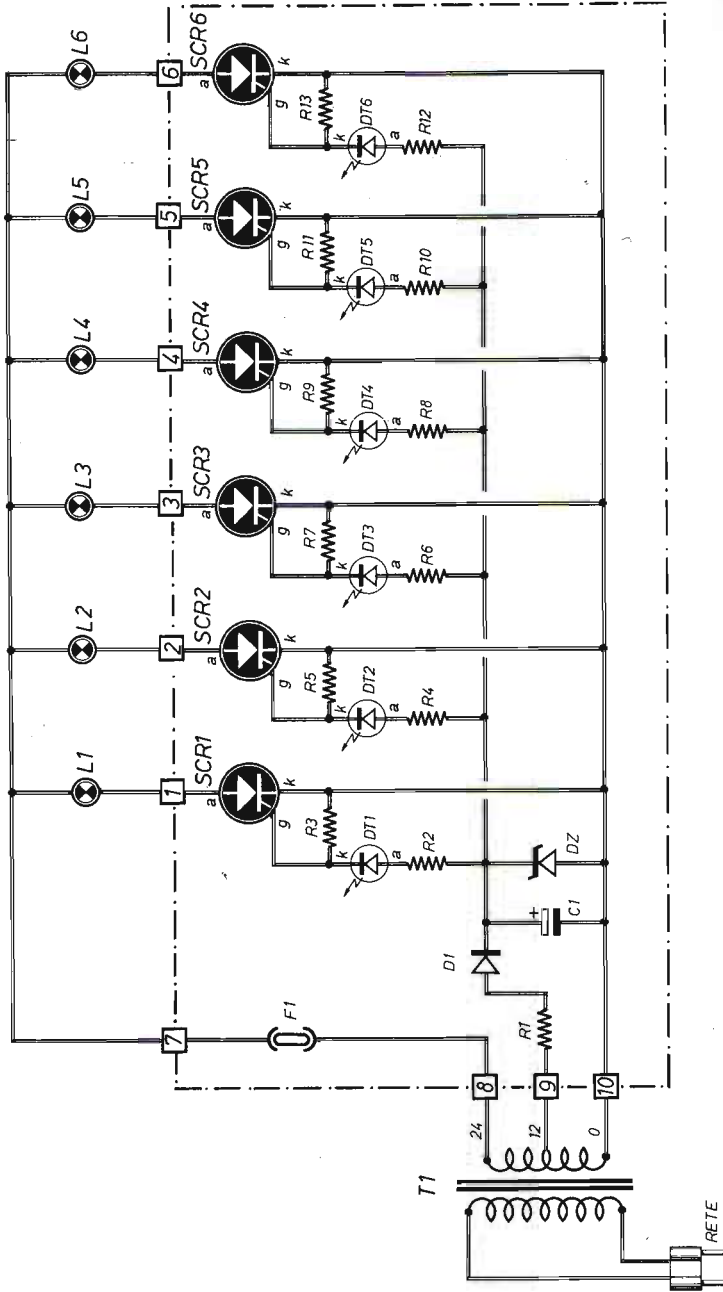 L1
L2
L3
L4
L5
L6
7
1
2
3
4
5
6
a
SCR1
a
SCR2
a
SCR3
a
SCR4
a
SCR5
a
SCR6
g
k
g
k
g
k
g
k
g
k
g
k
F1
R3
R5
R7
R9
R11
R13
k
DT1
a
k
DT2
a
k
DT3
a
k
DT4
a
k
DT5
a
k
DT6
a
R2
R4
R6
R8
R10
R12
D1
R1
+
C1
DZ
8
9
10
24
12
0
T1
RETE